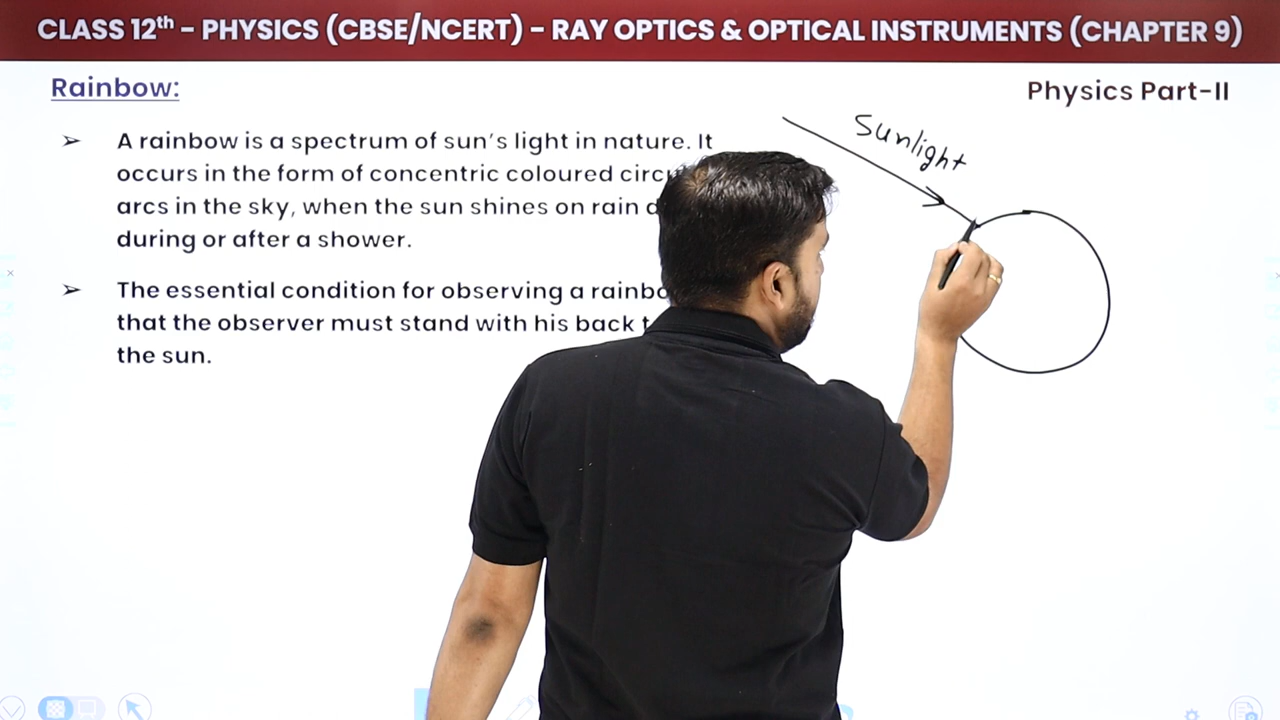 CLASS 12th – PHYSICS (CBSE/NCERT) – RAY OPTICS & OPTICAL INSTRUMENTS (CHAPTER 9)
Rainbow:
Physics Part-II
➢ A rainbow is a spectrum of sun's light in nature. It
occurs in the form of concentric coloured
arcs in the sky, when the sun shines on rain
during or after a shower.
➢ The essential condition for observing a
that the observer must stand with his back
the sun.
Sunlight